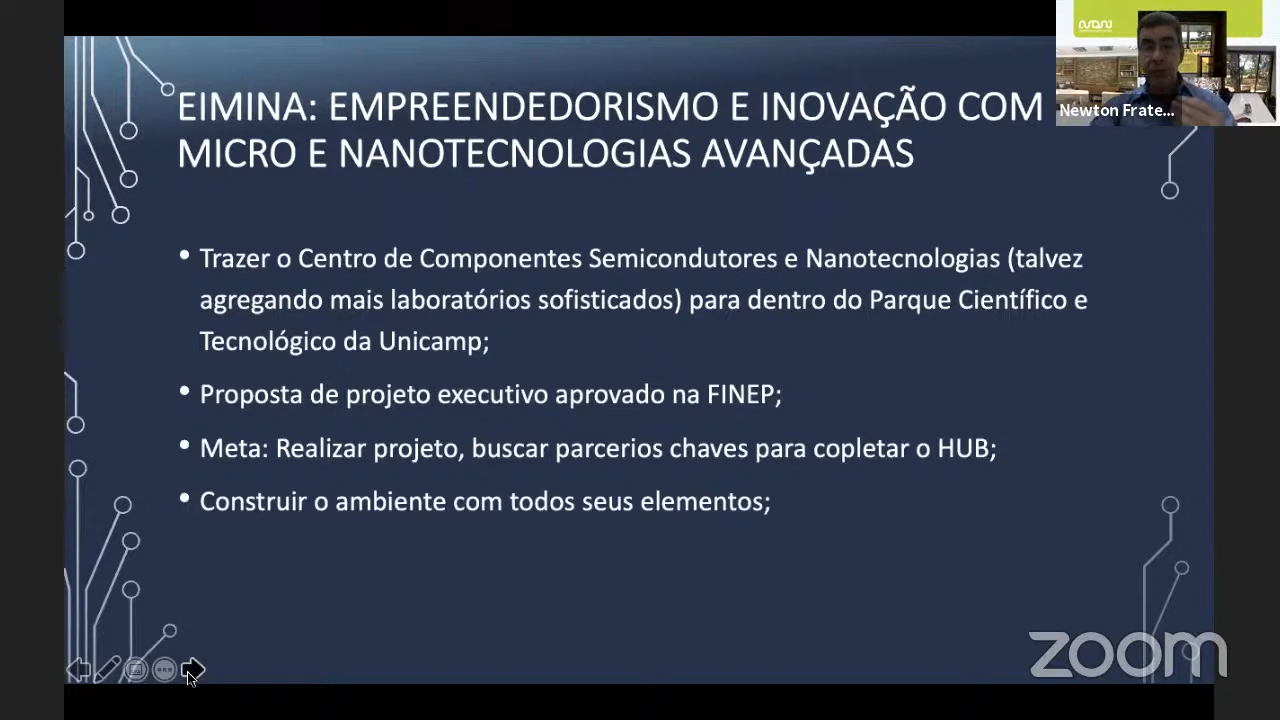 EIMINA: EMPREENDEDORISMO E INOVAÇÃO COM
MICRO E NANOTECNOLOGIAS AVANÇADAS
Newton Frate...
• Trazer o Centro de Componentes Semicondutores e Nanotecnologias (talvez
agregando mais laboratórios sofisticados) para dentro do Parque Científico e
Tecnológico da Unicamp;
• Proposta de projeto executivo aprovado na FINEP;
• Meta: Realizar projeto, buscar parcerios chaves para copletar o HUB;
• Construir o ambiente com todos seus elementos;
zoom